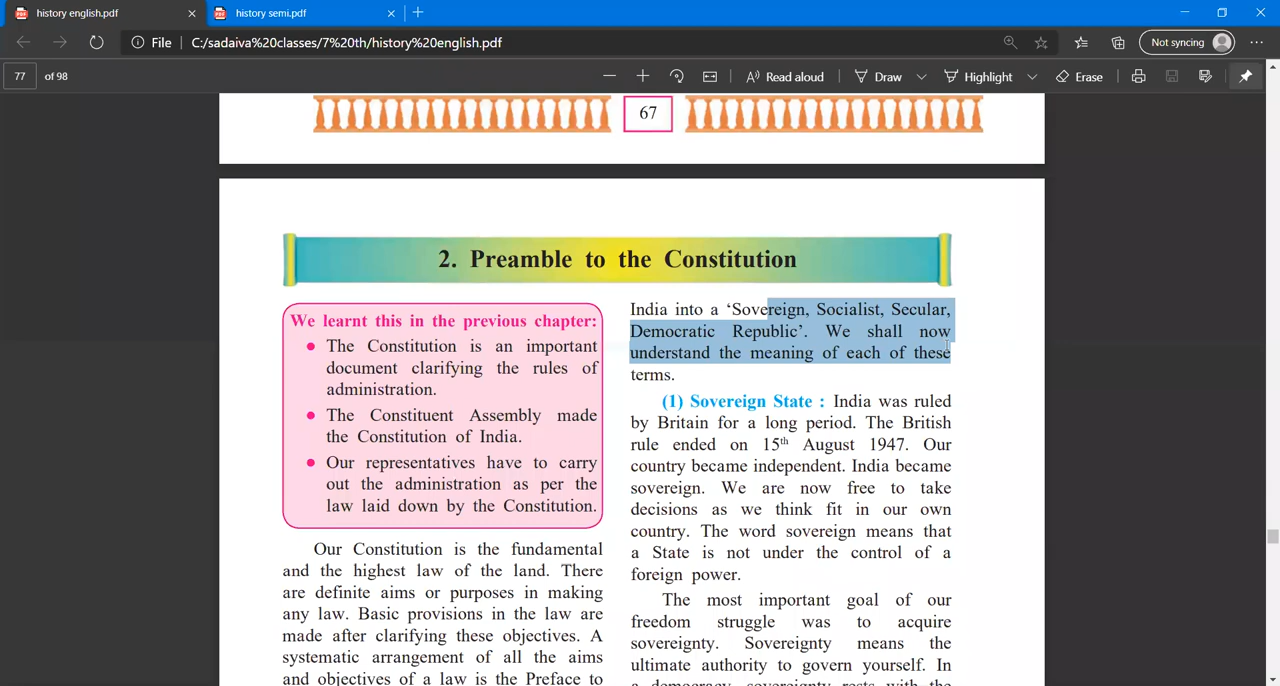 history english.pdf
history semi.pdf
File
C:/sadaiva%20classes/7%20th/history%20english.pdf
Not syncing
77 of 98
Read aloud
Draw
Highlight
Erase
67
2. Preamble to the Constitution
We learnt this in the previous chapter:
• The Constitution is an important
document clarifying the rules of
administration.
• The Constituent Assembly made
the Constitution of India.
• Our representatives have to carry
out the administration as per the
law laid down by the Constitution.
Our Constitution is the fundamental
and the highest law of the land. There
are definite aims or purposes in making
any law. Basic provisions in the law are
made after clarifying these objectives. A
systematic arrangement of all the aims
and objectives of a law is the Preface to
India into a ‘Sovereign, Socialist, Secular,
Democratic Republic’. We shall now
understand the meaning of each of these
terms.
(1) Sovereign State : India was ruled
by Britain for a long period. The British
rule ended on 15th August 1947. Our
country became independent. India became
sovereign. We are now free to take
decisions as we think fit in our own
country. The word sovereign means that
a State is not under the control of a
foreign power.
The most important goal of our
freedom struggle was to acquire
sovereignty. Sovereignty means the
ultimate authority to govern yourself. In
a democracy, sovereignty rests with the